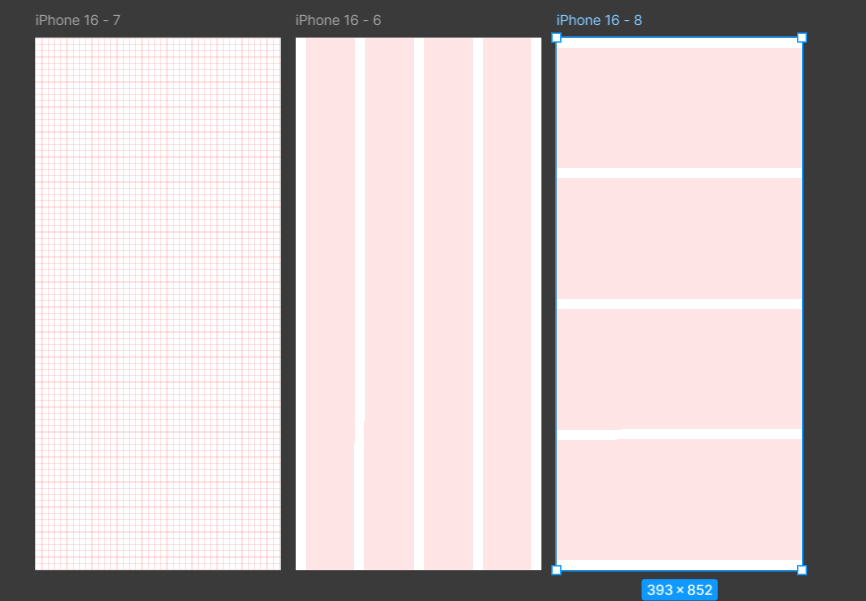 iPhone 16 - 7
iPhone 16 - 6
iPhone 16 - 8
393 × 852